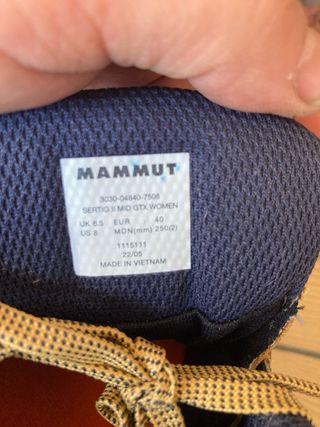 MAMMUT
3030-04840-7508
SERTIG II MID GTX WOMEN
UK 6.5 EUR 40
US 8 MON(mm) 250(2)
1115111
22/05
MADE IN VIETNAM